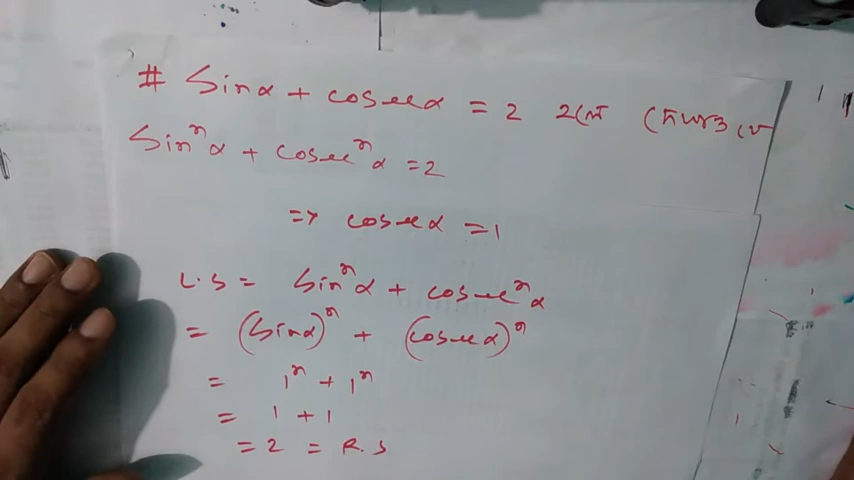 # Sinα + cosecα = 2
Sinⁿα + cosecⁿα = 2
=> cosecα = 1
L.S = Sinⁿα + cosecⁿα
= (Sinα)ⁿ + (cosecα)ⁿ
= 1ⁿ + 1ⁿ
= 1 + 1
= 2 = R.S